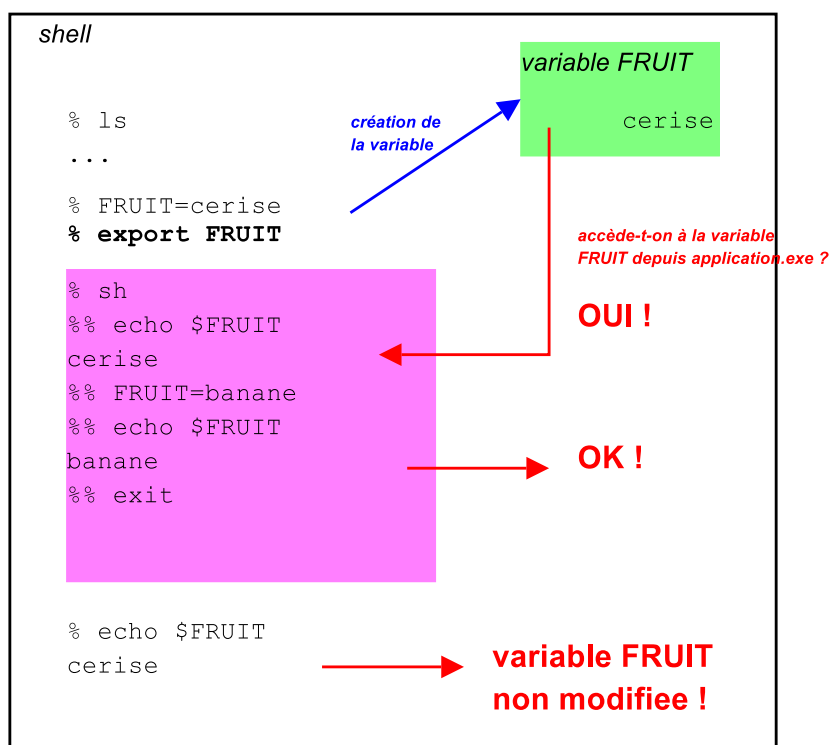 shell
variable FRUIT
cerise
% ls
...
création de
la variable
% FRUIT=cerise
% export FRUIT
accède-t-on à la variable
FRUIT depuis application.exe ?
OUI !
% sh
%% echo $FRUIT
cerise
%% FRUIT=banane
%% echo $FRUIT
banane
%% exit
OK !
% echo $FRUIT
cerise
variable FRUIT
non modifiee !